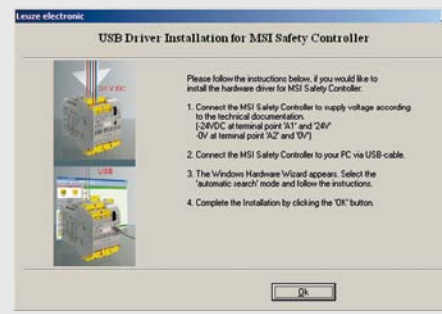 Leuze electronic
USB Driver Installation for MSI Safety Controller
24 V DC
Please follow the instructions below, if you would like to
install the hardware driver for MSI Safety Controller:
1. Connect the MSI Safety Controller to supply voltage according
to the technical documentation.
(-24VDC at terminal point 'A1' and '24V'
-0V at terminal point 'A2' and '0V')
2. Connect the MSI Safety Controller to your PC via USB-cable.
USB
3. The Windows Hardware Wizard appears. Select the
'automatic search' mode and follow the instructions.
4. Complete the Installation by clicking the 'OK' button.
Ok